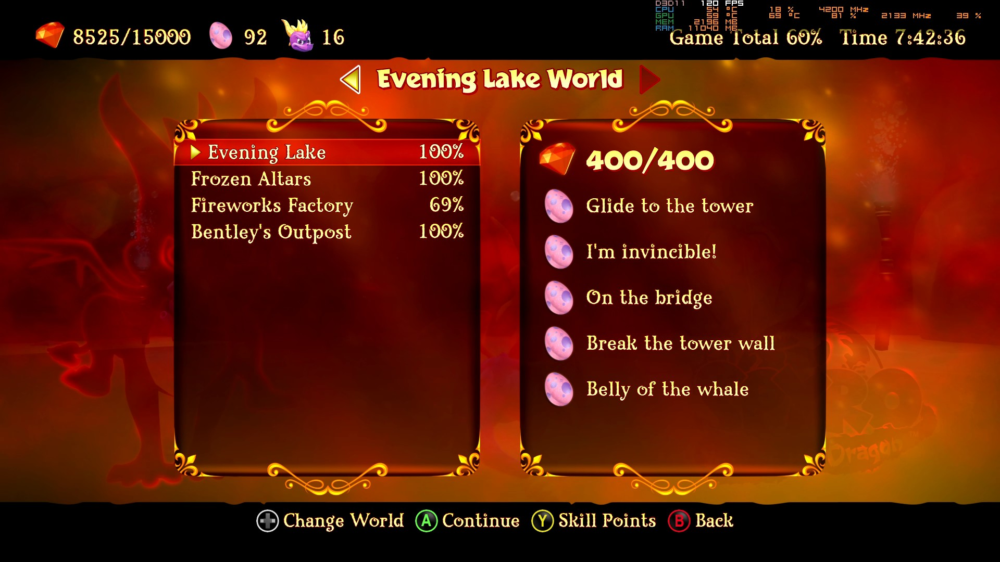 D3D11 120 FPS
CPU 54 °C 18 % 4200 MHz
GPU 59 °C 69 °C 81 % 2133 MHz 39 %
MEM 2196 MB
RAM 11040 MB
8525/15000 92 16 Game Total 60% Time 7:42:36
Evening Lake World
Evening Lake 100%
Frozen Altars 100%
Fireworks Factory 69%
Bentley's Outpost 100%
400/400
Glide to the tower
I'm invincible!
On the bridge
Break the tower wall
Belly of the whale
Dragon
Change World A Continue Y Skill Points B Back